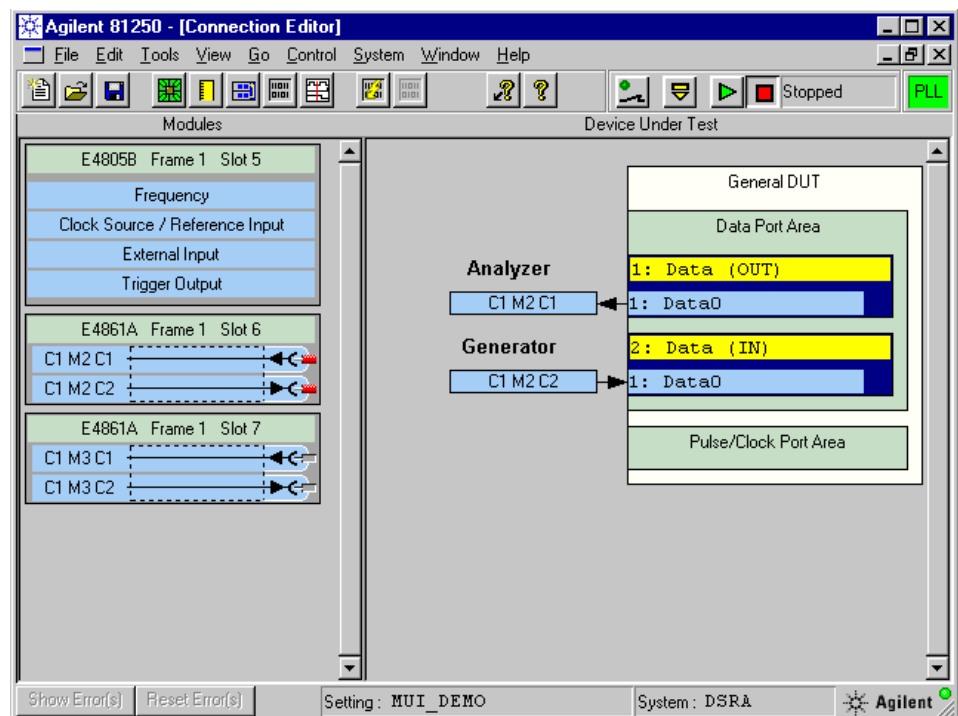 Agilent 81250 - [Connection Editor]
File Edit Tools View Go Control System Window Help
Stopped
PLL
Modules
Device Under Test
E4805B Frame 1 Slot 5
Frequency
Clock Source / Reference Input
External Input
Trigger Output
E4861A Frame 1 Slot 6
C1 M2 C1
C1 M2 C2
E4861A Frame 1 Slot 7
C1 M3 C1
C1 M3 C2
General DUT
Data Port Area
Analyzer
1: Data (OUT)
C1 M2 C1
1: Data0
Generator
2: Data (IN)
C1 M2 C2
1: Data0
Pulse/Clock Port Area
Show Error(s)
Reset Error(s)
Setting: MUI_DEMO
System: DSRA
Agilent